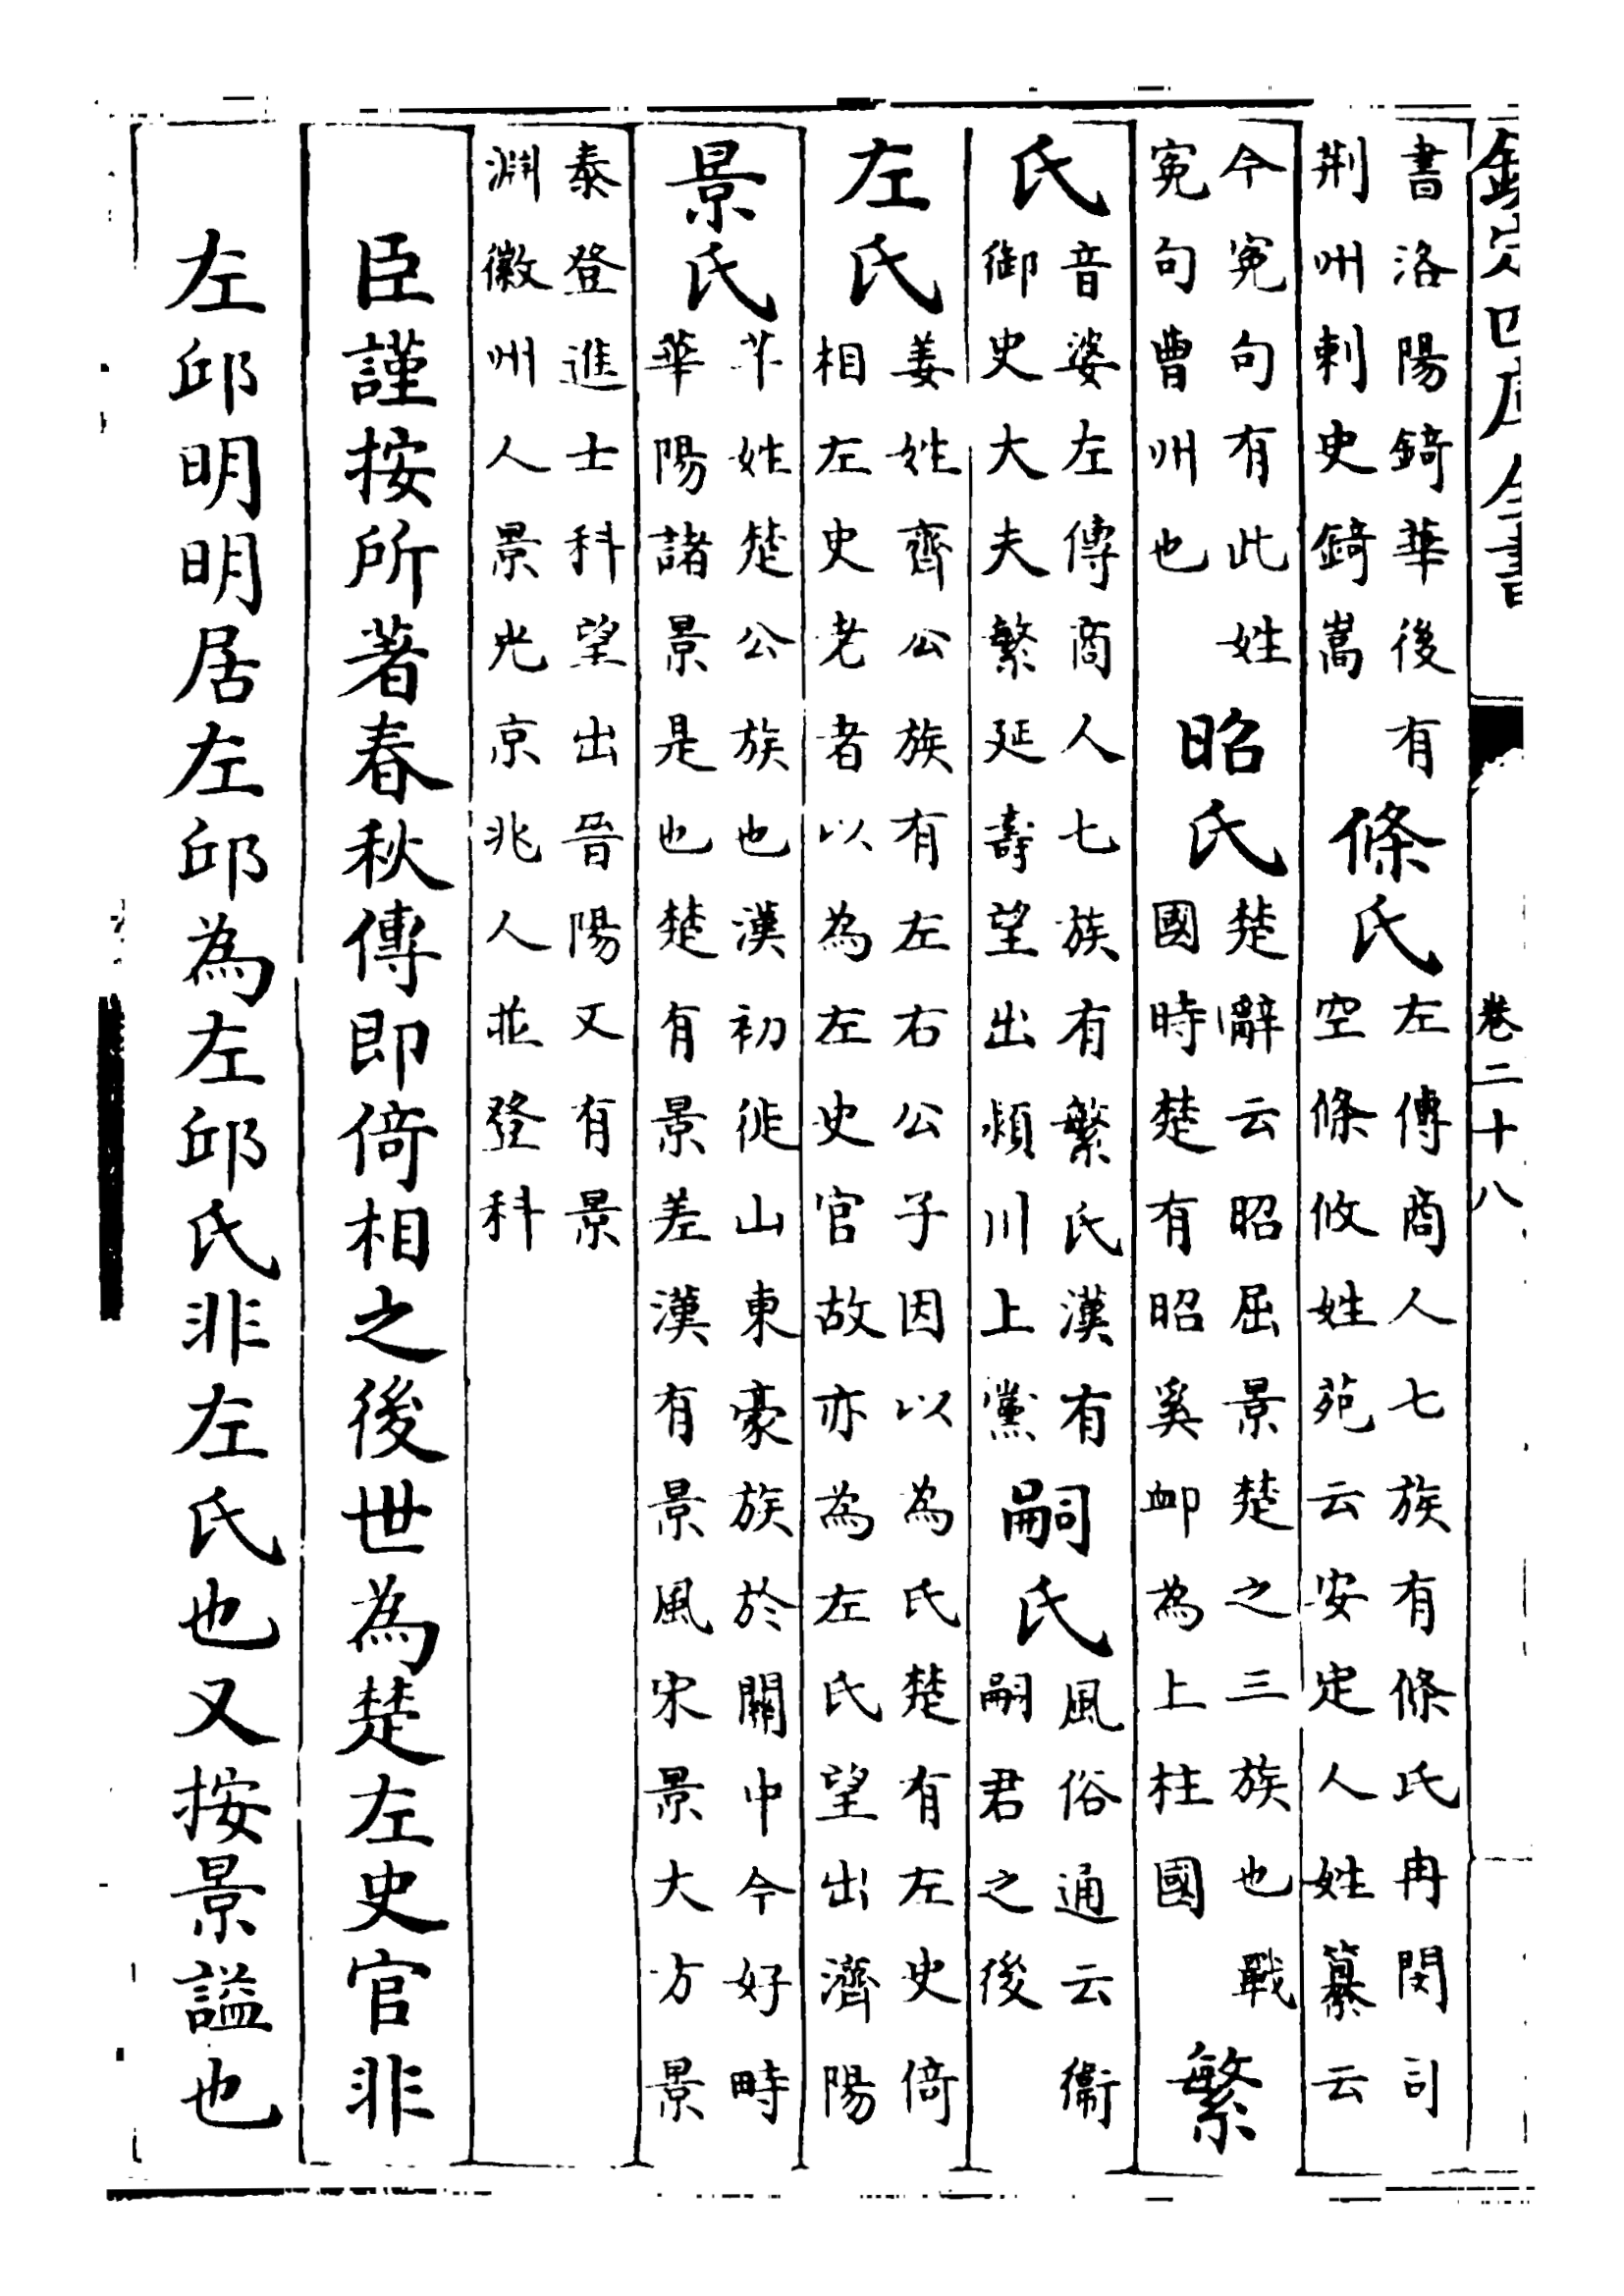 欽定四庫全書 卷二十八
書洛陽錡華後有荆州刺史錡嵩 條氏 左傳商人七族有條氏冉閔司空條攸姓苑云安定人姓纂云
今寃句有此姓寃句曹州也 昭氏 楚辭云昭屈景楚之三族也戰國時楚有昭奚卹為上柱國 繁
氏 音婆左傳商人七族有繁氏漢有御史大夫繁延壽望出潁川上黨 嗣氏 風俗通云衞嗣君之後
左氏 姜姓齊公族有左右公子因以為氏楚有左史倚相左史老者以為左史官故亦為左氏望出濟陽
景氏 芈姓楚公族也漢初徙山東豪族於關中今好畤華陽諸景是也楚有景差漢有景風宋景大方景
泰登進士科望出晉陽又有景淵徽州人景光京兆人並登科
臣謹按所著春秋傳即倚相之後世為楚左史官非
左邱明明居左邱為左邱氏非左氏也又按景謚也